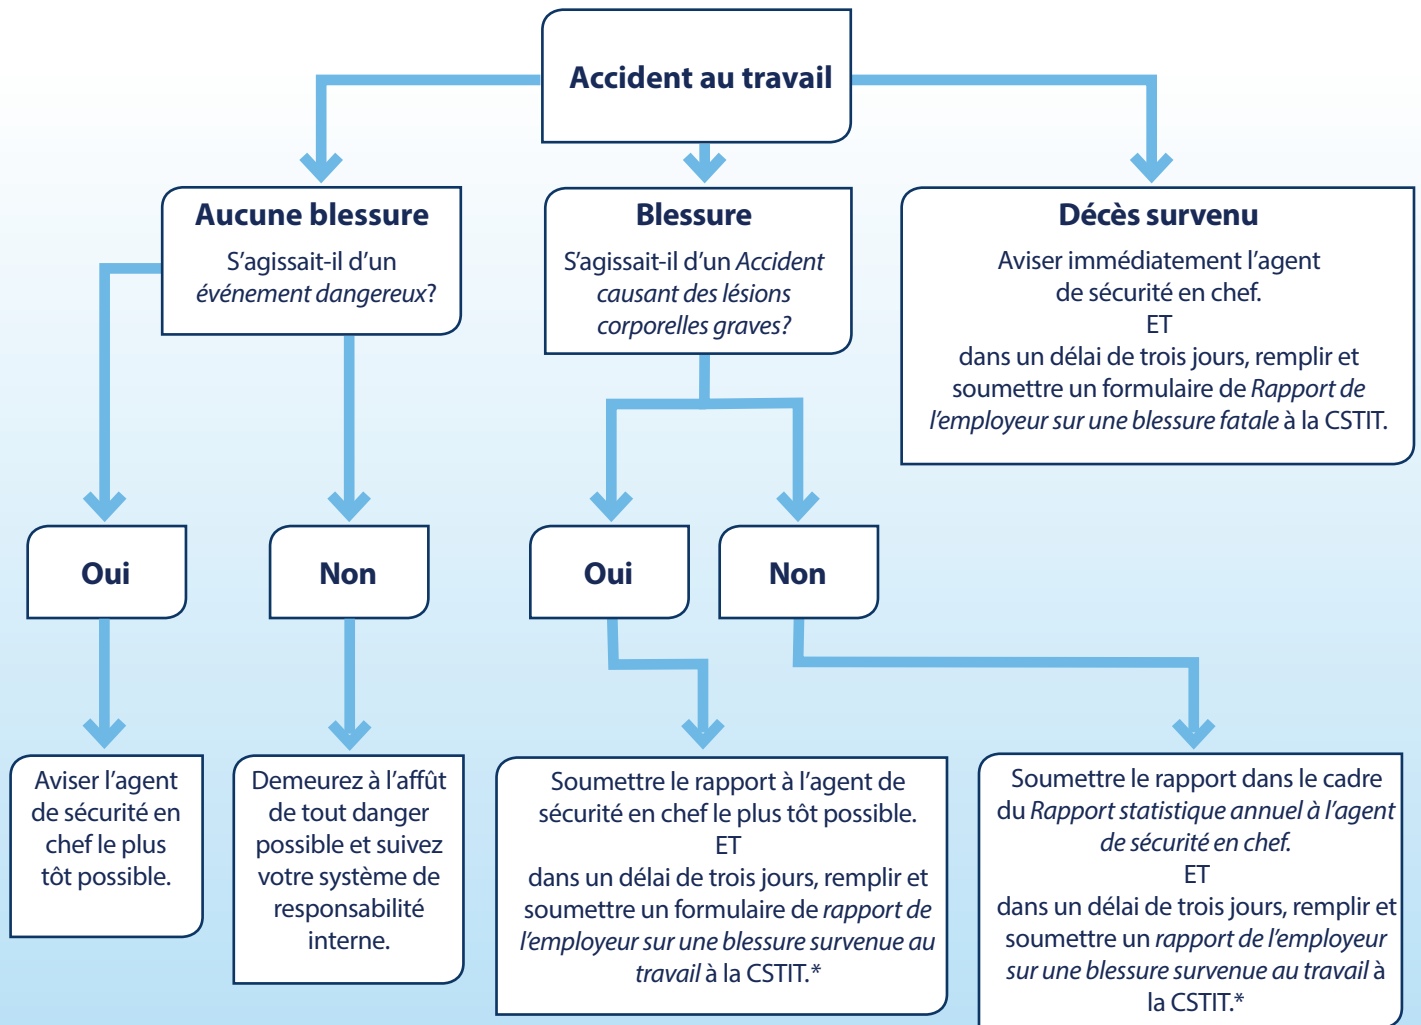 Accident au travail
Aucune blessure
S’agissait-il d’un
événement dangereux?
Blessure
S’agissait-il d’un Accident
causant des lésions
corporelles graves?
Décès survenu
Aviser immédiatement l’agent
de sécurité en chef.
ET
dans un délai de trois jours, remplir et
soumettre un formulaire de Rapport de
l’employeur sur une blessure fatale à la CSTIT.
Oui
Non
Oui
Non
Aviser l’agent
de sécurité en
chef le plus
tôt possible.
Demeurez à l’affût
de tout danger
possible et suivez
votre système de
responsabilité
interne.
Soumettre le rapport à l’agent de
sécurité en chef le plus tôt possible.
ET
dans un délai de trois jours, remplir et
soumettre un formulaire de rapport de
l’employeur sur une blessure survenue au
travail à la CSTIT.*
Soumettre le rapport dans le cadre
du Rapport statistique annuel à l’agent
de sécurité en chef.
ET
dans un délai de trois jours, remplir et
soumettre un rapport de l’employeur
sur une blessure survenue au travail à
la CSTIT.*